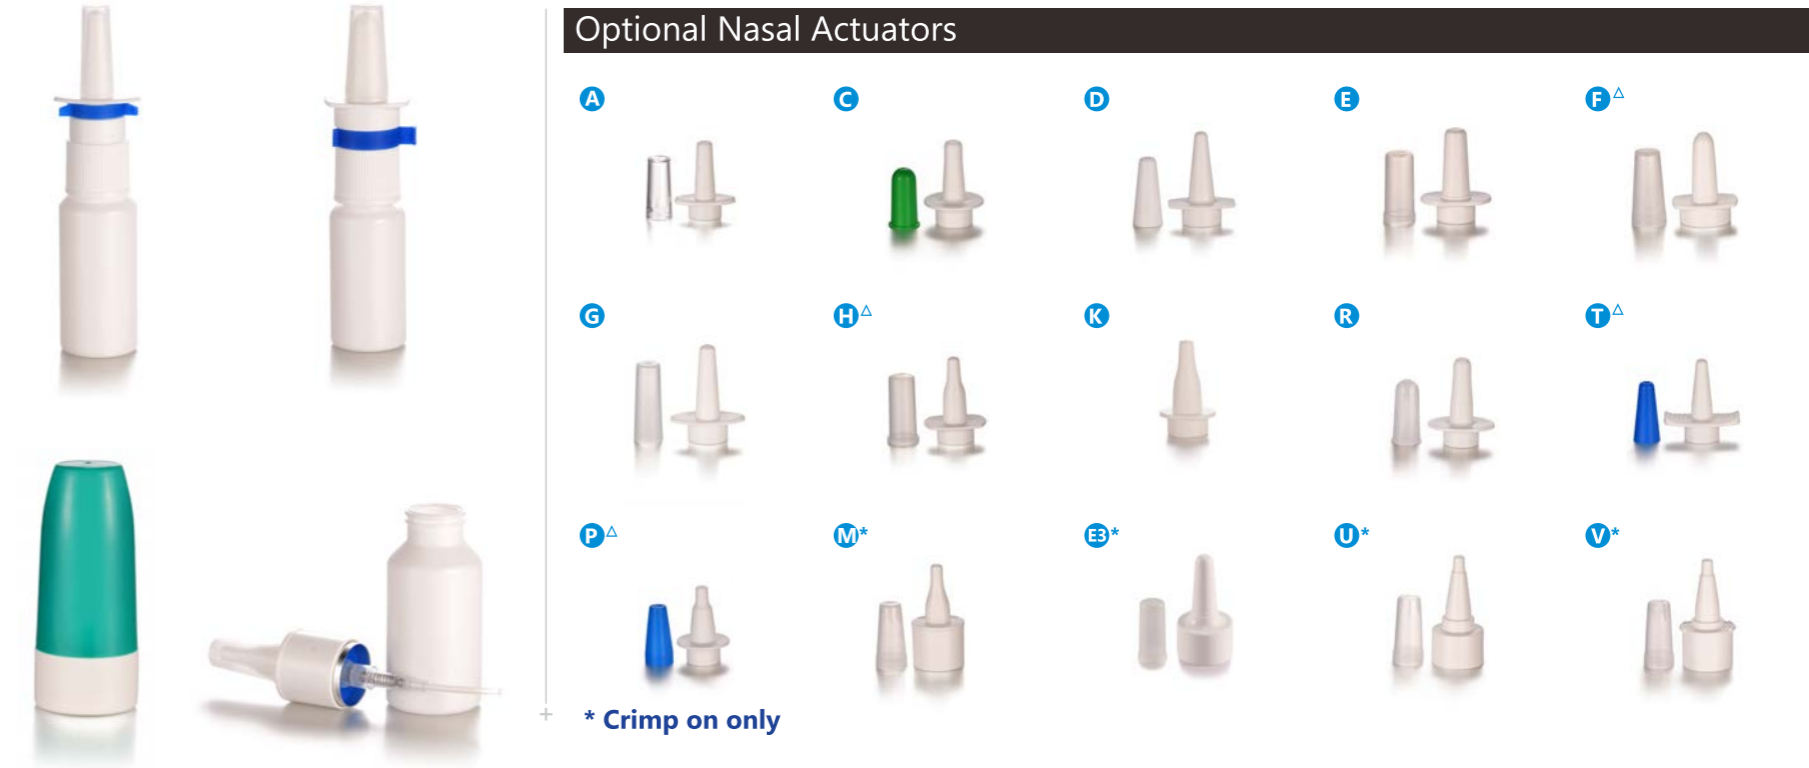 Optional Nasal Actuators
A C D E F△
G H△ K R T△
P△ M* E3* U* V*
* Crimp on only